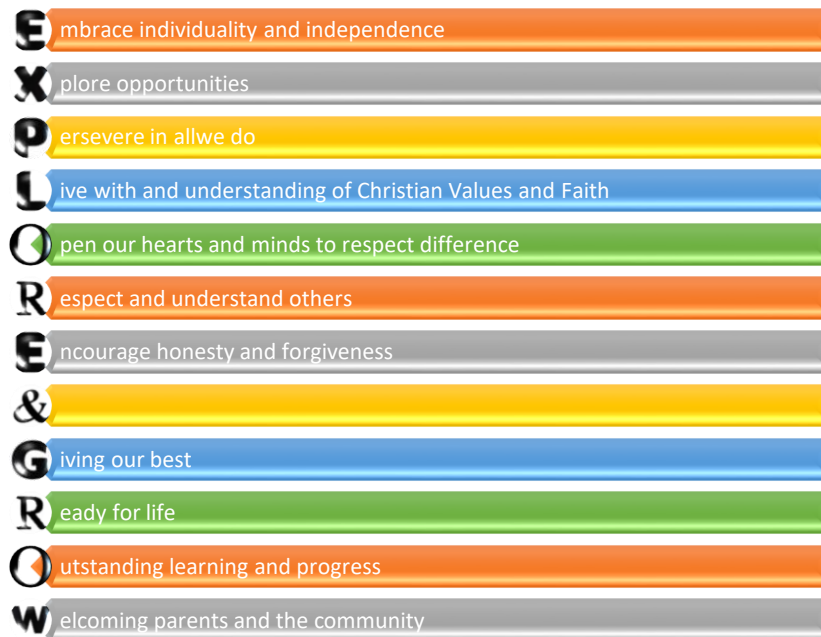 Embrace individuality and independence
Xplore opportunities
Persevere in allwe do
Live with and understanding of Christian Values and Faith
Open our hearts and minds to respect difference
Respect and understand others
Encourage honesty and forgiveness
&
Giving our best
Ready for life
Outstanding learning and progress
Welcoming parents and the community